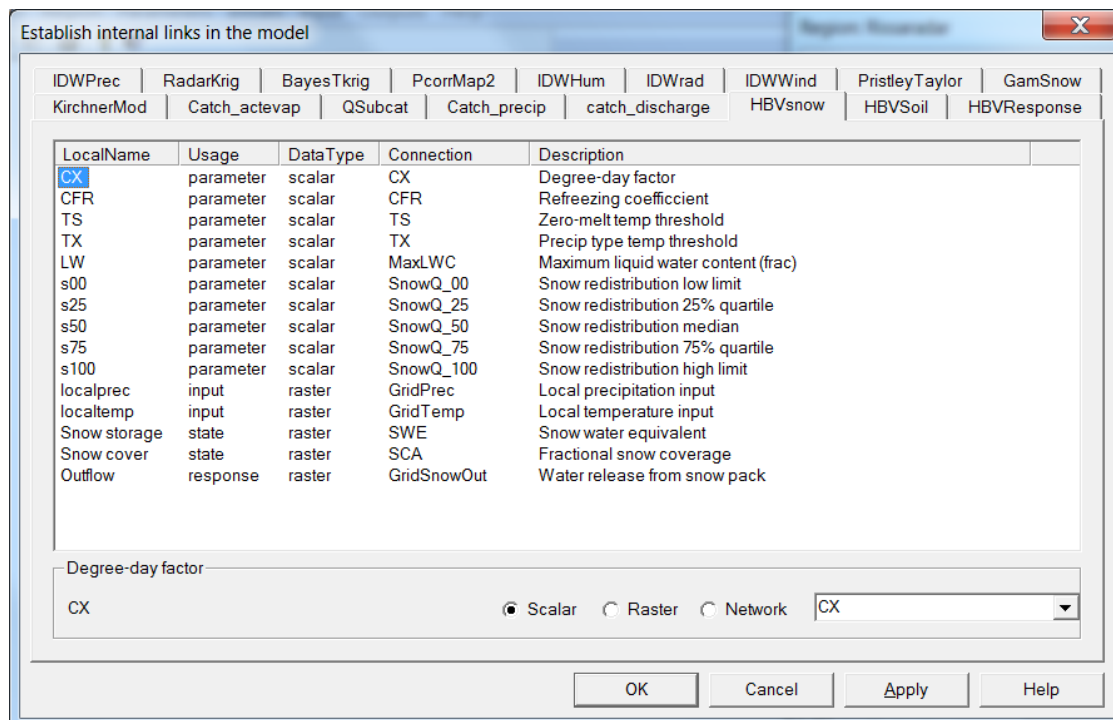 Establish internal links in the model
IDWPrec RadarKrig BayesTkrig PcorrMap2 IDWHum IDWrad IDWWind PristleyTaylor GamSnow
KirchnerMod Catch_actevap QSubcat Catch_precip catch_discharge HBVsnow HBVSoil HBVResponse
LocalName Usage DataType Connection Description
CX parameter scalar CX Degree-day factor
CFR parameter scalar CFR Refreezing coefficcient
TS parameter scalar TS Zero-melt temp threshold
TX parameter scalar TX Precip type temp threshold
LW parameter scalar MaxLWC Maximum liquid water content (frac)
s00 parameter scalar SnowQ_00 Snow redistribution low limit
s25 parameter scalar SnowQ_25 Snow redistribution 25% quartile
s50 parameter scalar SnowQ_50 Snow redistribution median
s75 parameter scalar SnowQ_75 Snow redistribution 75% quartile
s100 parameter scalar SnowQ_100 Snow redistribution high limit
localprec input raster GridPrec Local precipitation input
localtemp input raster GridTemp Local temperature input
Snow storage state raster SWE Snow water equivalent
Snow cover state raster SCA Fractional snow coverage
Outflow response raster GridSnowOut Water release from snow pack
Degree-day factor
CX Scalar Raster Network CX
OK Cancel Apply Help